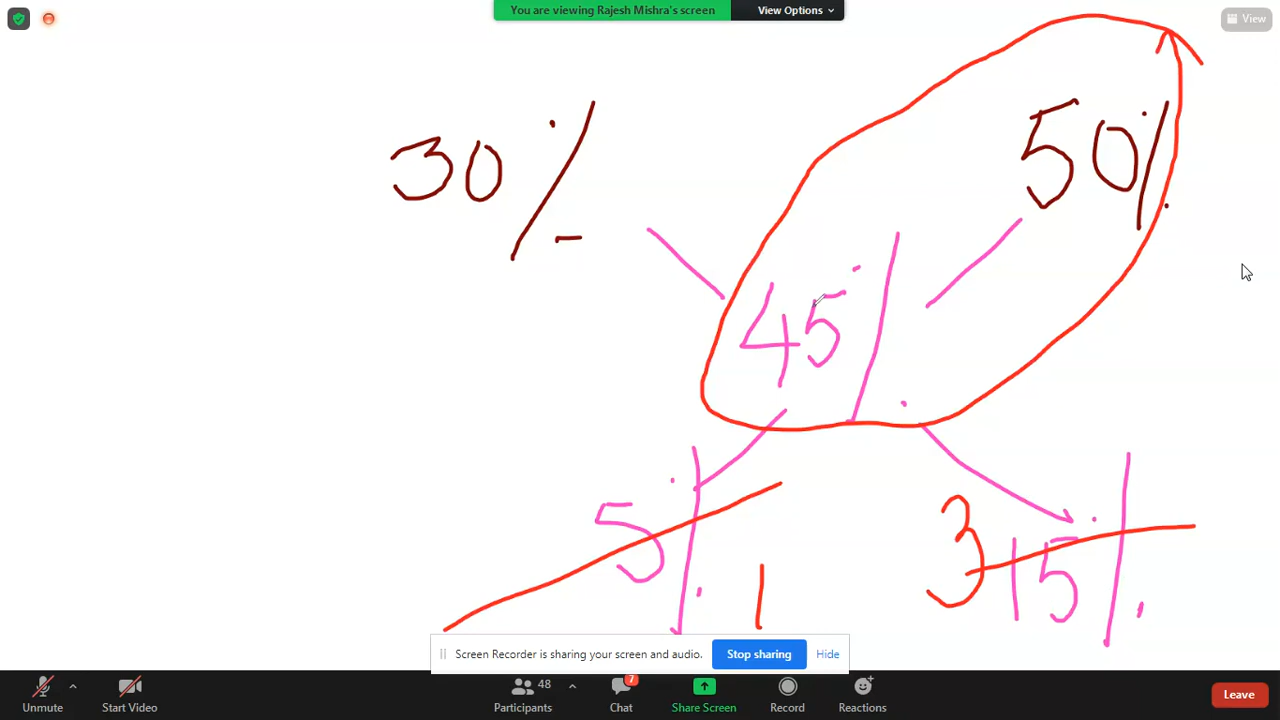 You are viewing Rajesh Mishra's screen
View Options
View
30%
50%
45%
5%
1
3
15%
Screen Recorder is sharing your screen and audio.
Stop sharing
Hide
Unmute
Start Video
48
Participants
7
Chat
Share Screen
Record
Reactions
Leave